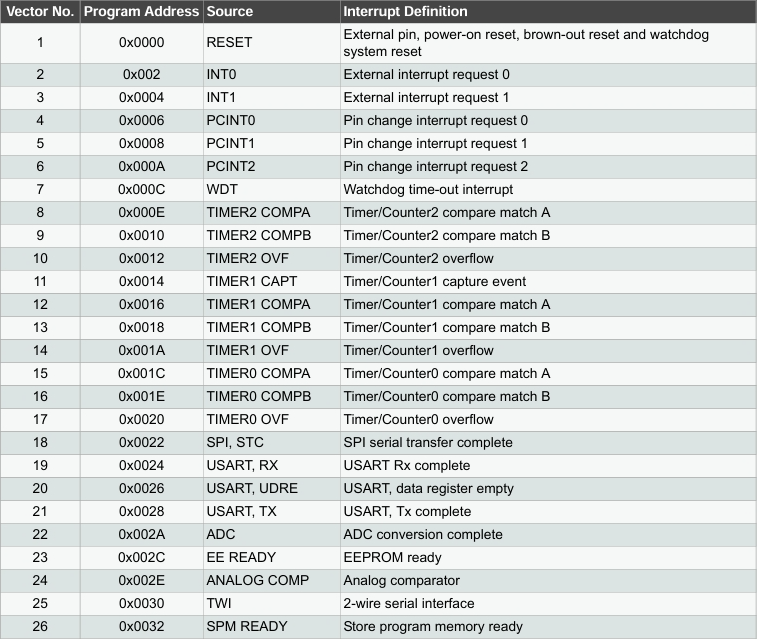 Vector No. Program Address Source Interrupt Definition
1 0x0000 RESET External pin, power-on reset, brown-out reset and watchdog
system reset
2 0x002 INT0 External interrupt request 0
3 0x0004 INT1 External interrupt request 1
4 0x0006 PCINT0 Pin change interrupt request 0
5 0x0008 PCINT1 Pin change interrupt request 1
6 0x000A PCINT2 Pin change interrupt request 2
7 0x000C WDT Watchdog time-out interrupt
8 0x000E TIMER2 COMPA Timer/Counter2 compare match A
9 0x0010 TIMER2 COMPB Timer/Counter2 compare match B
10 0x0012 TIMER2 OVF Timer/Counter2 overflow
11 0x0014 TIMER1 CAPT Timer/Counter1 capture event
12 0x0016 TIMER1 COMPA Timer/Counter1 compare match A
13 0x0018 TIMER1 COMPB Timer/Counter1 compare match B
14 0x001A TIMER1 OVF Timer/Counter1 overflow
15 0x001C TIMER0 COMPA Timer/Counter0 compare match A
16 0x001E TIMER0 COMPB Timer/Counter0 compare match B
17 0x0020 TIMER0 OVF Timer/Counter0 overflow
18 0x0022 SPI, STC SPI serial transfer complete
19 0x0024 USART, RX USART Rx complete
20 0x0026 USART, UDRE USART, data register empty
21 0x0028 USART, TX USART, Tx complete
22 0x002A ADC ADC conversion complete
23 0x002C EE READY EEPROM ready
24 0x002E ANALOG COMP Analog comparator
25 0x0030 TWI 2-wire serial interface
26 0x0032 SPM READY Store program memory ready